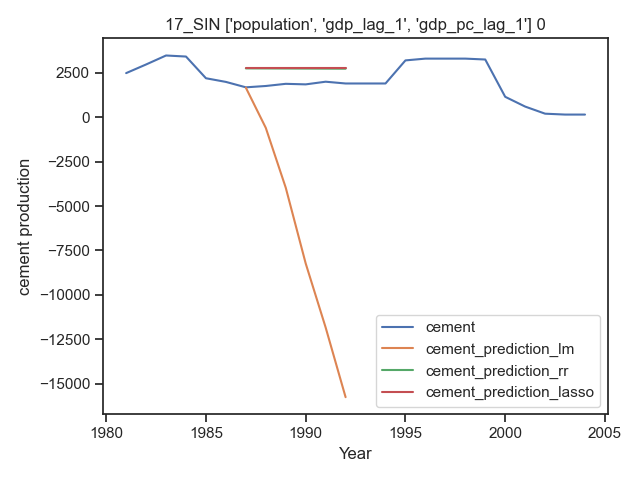 17_SIN ['population', 'gdp_lag_1', 'gdp_pc_lag_1'] 0
cement production
2500
0
−2500
−5000
−7500
−10000
−12500
−15000
cement
cement_prediction_lm
cement_prediction_rr
cement_prediction_lasso
1980 1985 1990 1995 2000 2005
Year